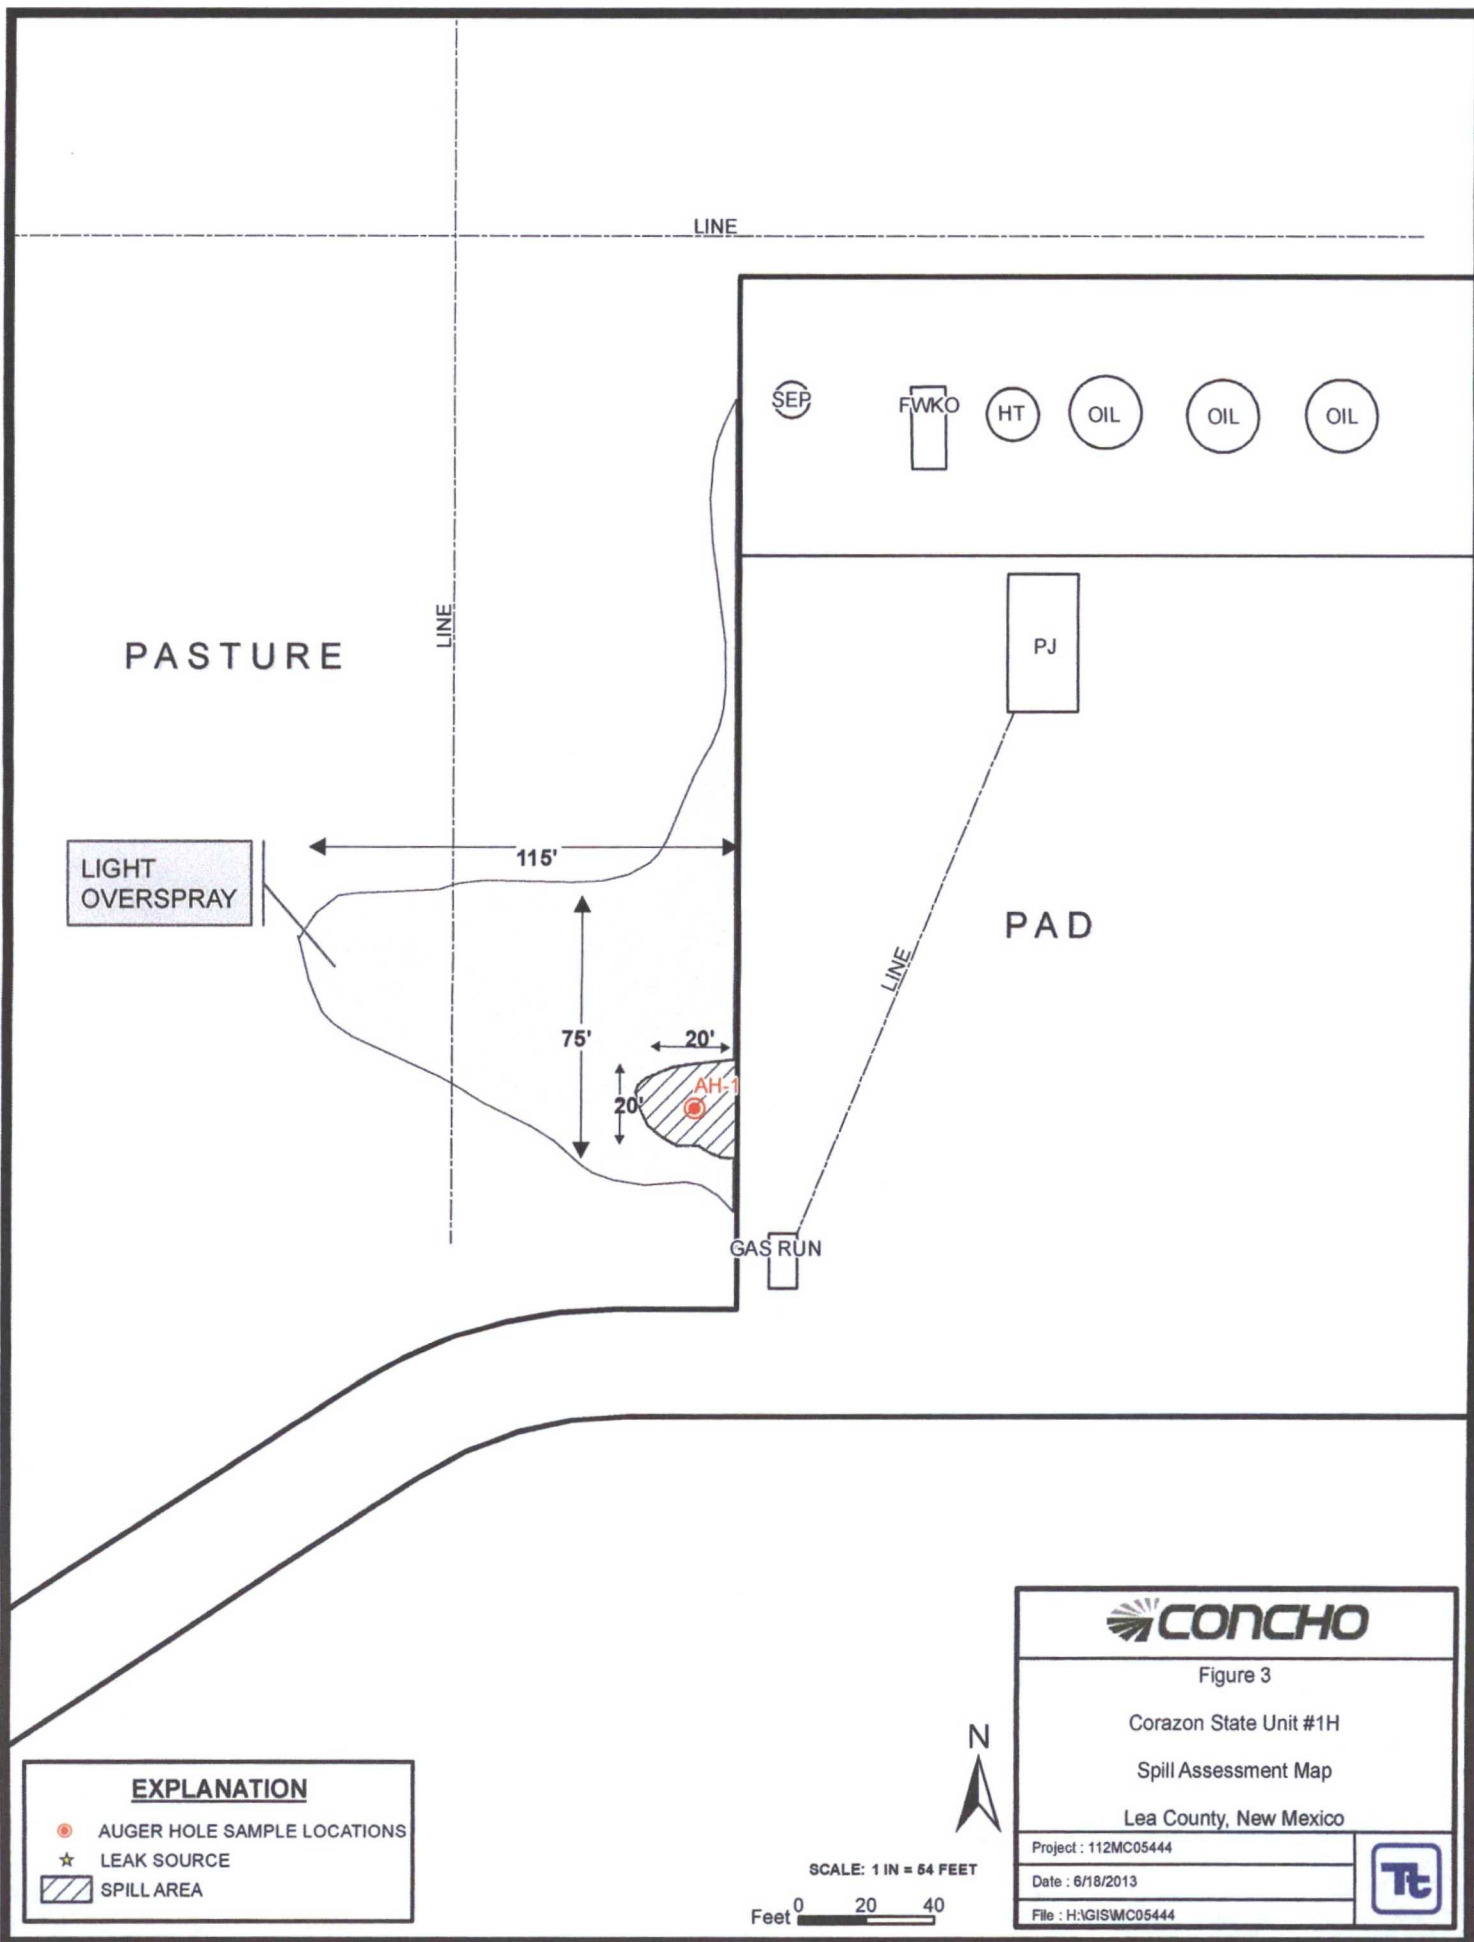 LINE
SEP
FWKO
HT
OIL
OIL
OIL
PJ
LINE
PASTURE
115'
LIGHT
OVERSPRAY
PAD
LINE
75'
20'
20'
AH-1
GAS RUN
CONCHO
Figure 3
Corazon State Unit #1H
Spill Assessment Map
Lea County, New Mexico
Project : 112MC05444
Date : 6/18/2013
File : H:\GIS\MC05444
Tt
N
SCALE: 1 IN = 54 FEET
Feet 0 20 40
EXPLANATION
AUGER HOLE SAMPLE LOCATIONS
LEAK SOURCE
SPILL AREA